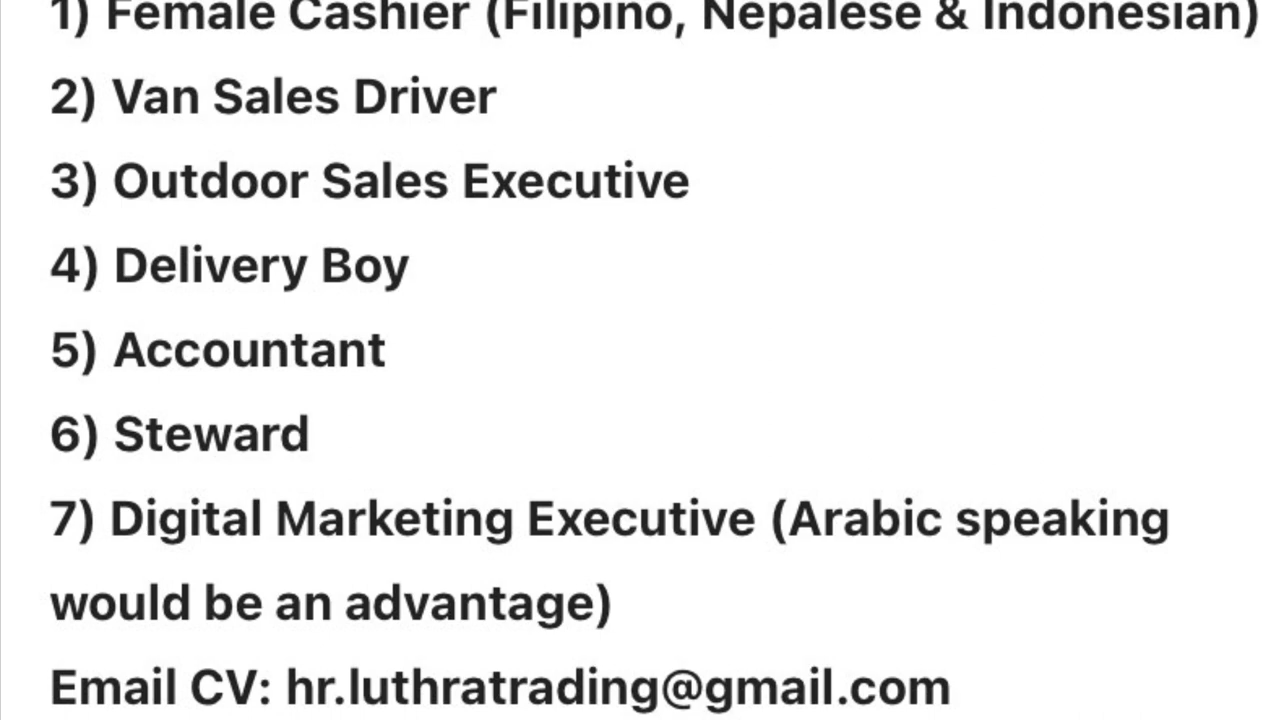 1) Female Cashier (Filipino, Nepalese & Indonesian)
2) Van Sales Driver
3) Outdoor Sales Executive
4) Delivery Boy
5) Accountant
6) Steward
7) Digital Marketing Executive (Arabic speaking
would be an advantage)
Email CV: hr.luthratrading@gmail.com